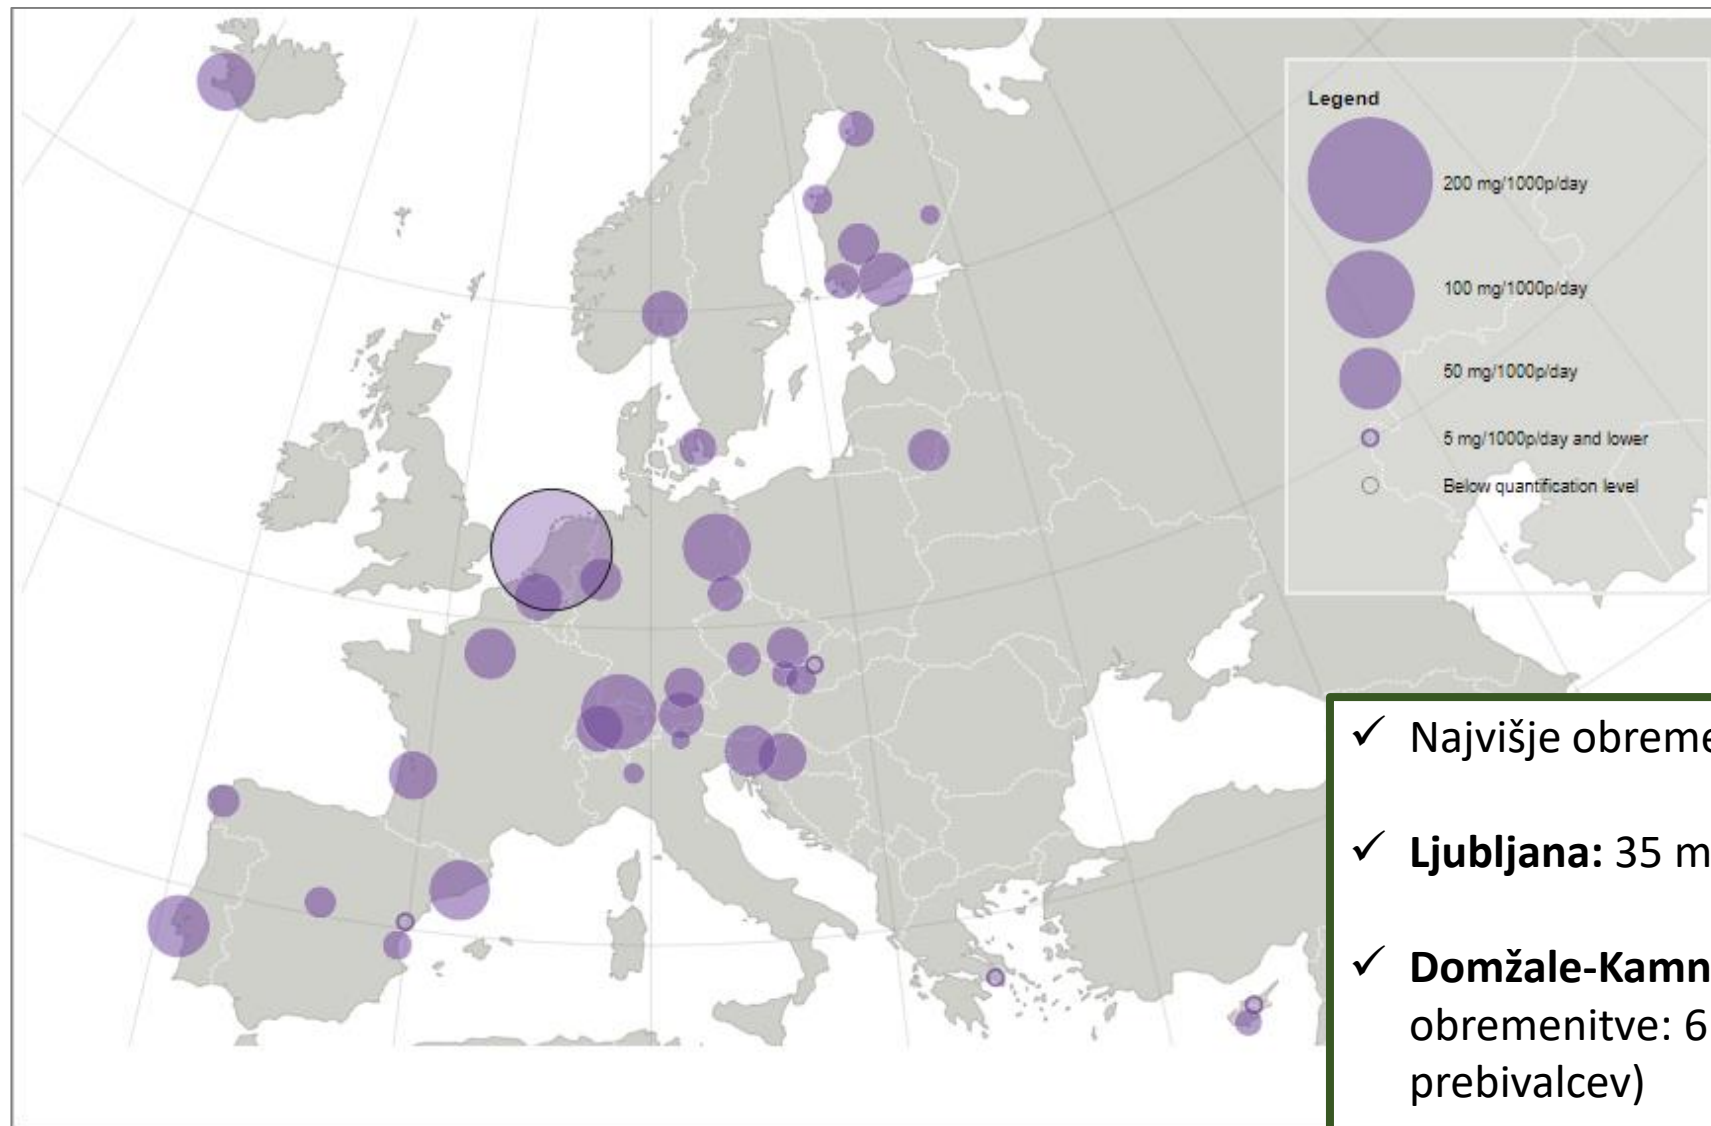 Legend
200 mg/1000p/day
100 mg/1000p/day
50 mg/1000p/day
5 mg/1000p/day and lower
Below quantification level
✓ Najvišje obreme
✓ Ljubljana: 35 m
✓ Domžale-Kamn
obremenitve: 6
prebivalcev)